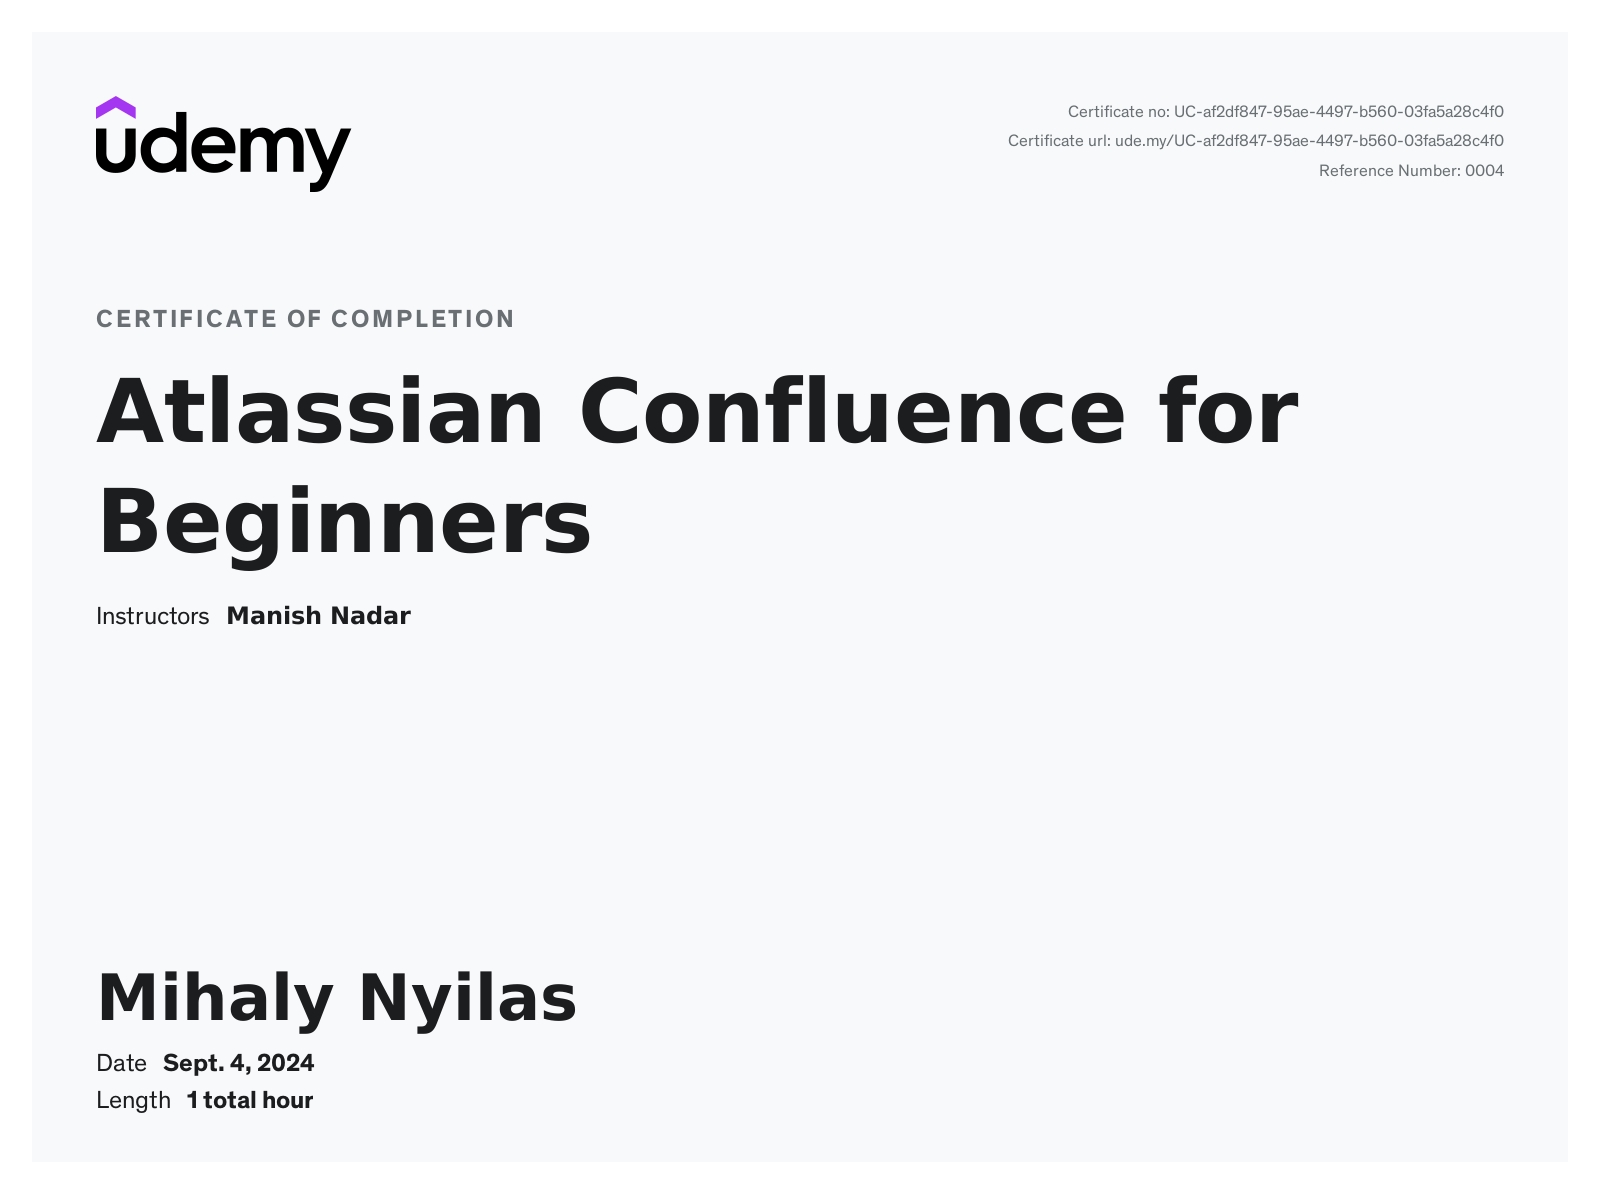 udemy
Certificate no: UC-af2df847-95ae-4497-b560-03fa5a28c4f0
Certificate url: ude.my/UC-af2df847-95ae-4497-b560-03fa5a28c4f0
Reference Number: 0004
CERTIFICATE OF COMPLETION
Atlassian Confluence for
Beginners
Instructors Manish Nadar
Mihaly Nyilas
Date Sept. 4, 2024
Length 1 total hour